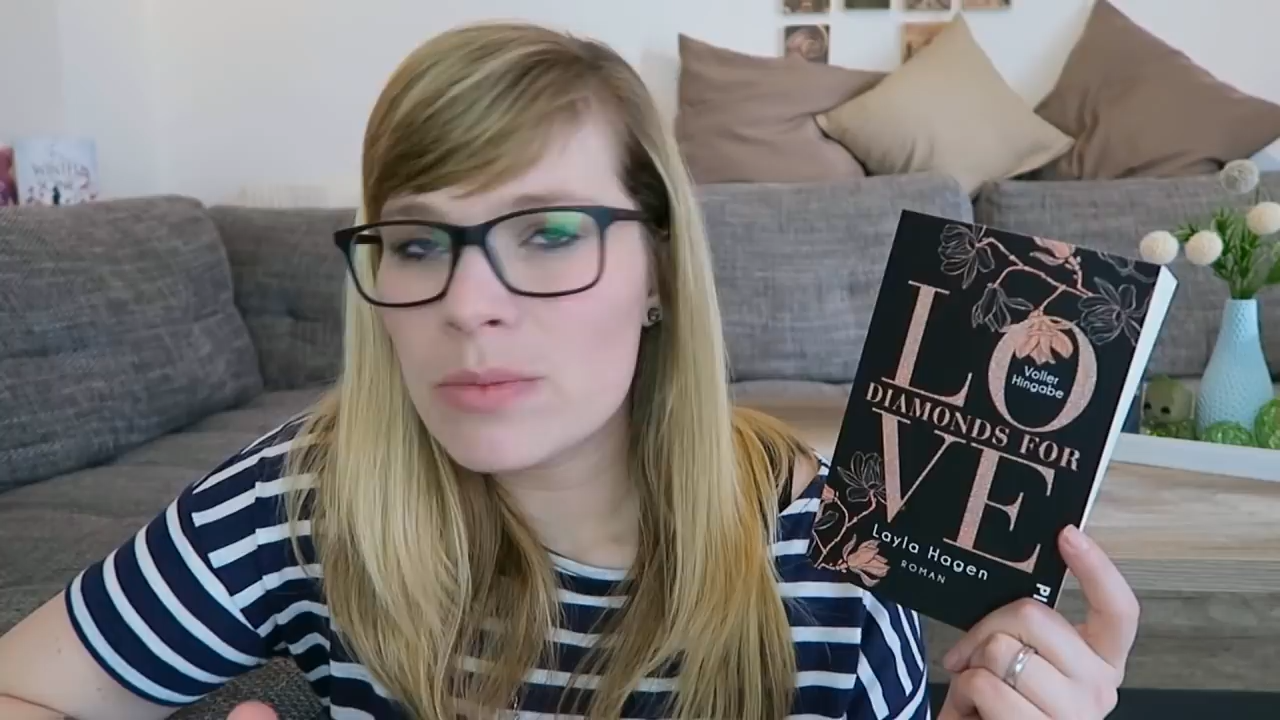 LO
Voller
Hingabe
DIAMONDS FOR
VE
Layla Hagen
ROMAN